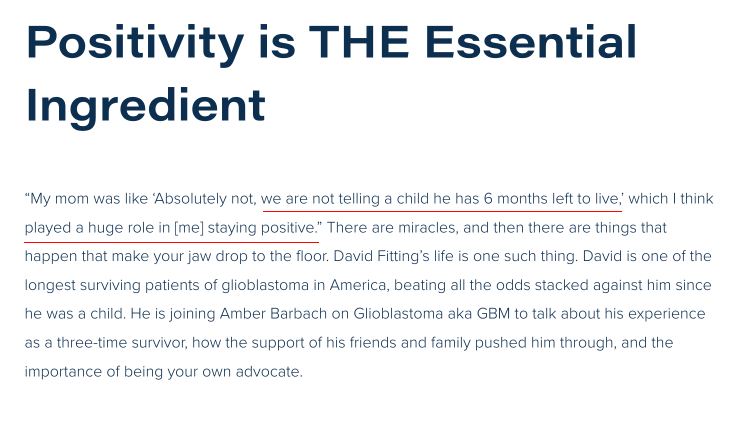 Positivity is THE Essential
Ingredient
“My mom was like ‘Absolutely not, we are not telling a child he has 6 months left to live,’ which I think
played a huge role in [me] staying positive.” There are miracles, and then there are things that
happen that make your jaw drop to the floor. David Fitting’s life is one such thing. David is one of the
longest surviving patients of glioblastoma in America, beating all the odds stacked against him since
he was a child. He is joining Amber Barbach on Glioblastoma aka GBM to talk about his experience
as a three-time survivor, how the support of his friends and family pushed him through, and the
importance of being your own advocate.